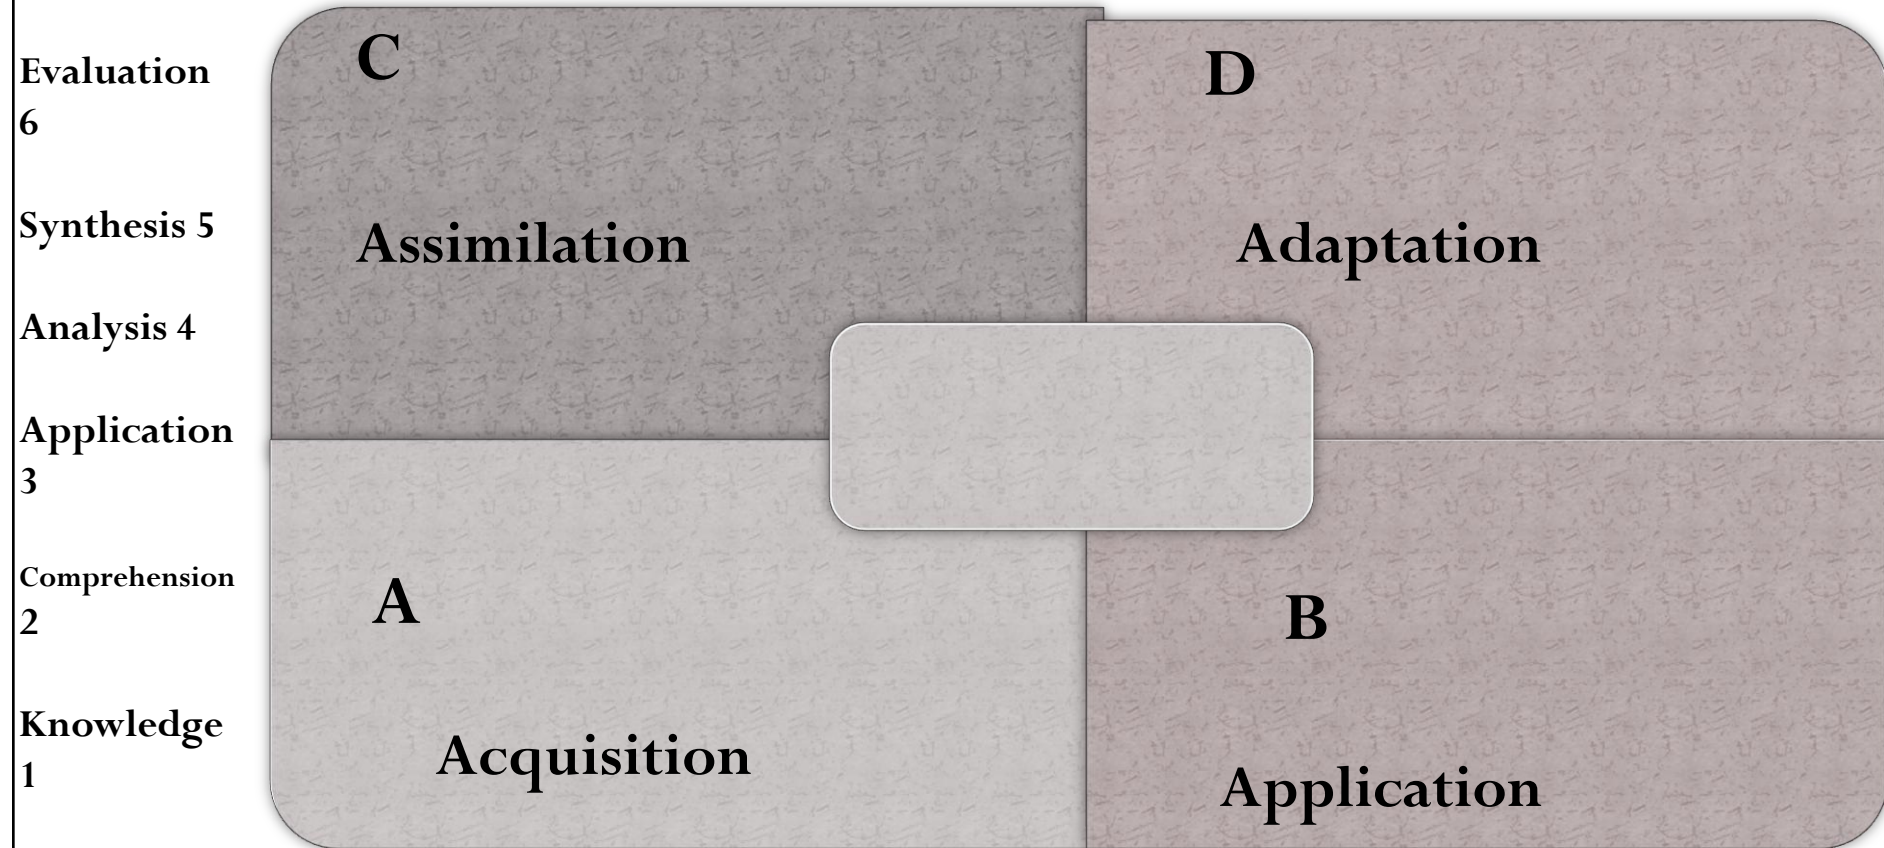 Evaluation
6
Synthesis 5
Analysis 4
Application
3
Comprehension
2
Knowledge
1
C
Assimilation
D
Adaptation
A
Acquisition
B
Application